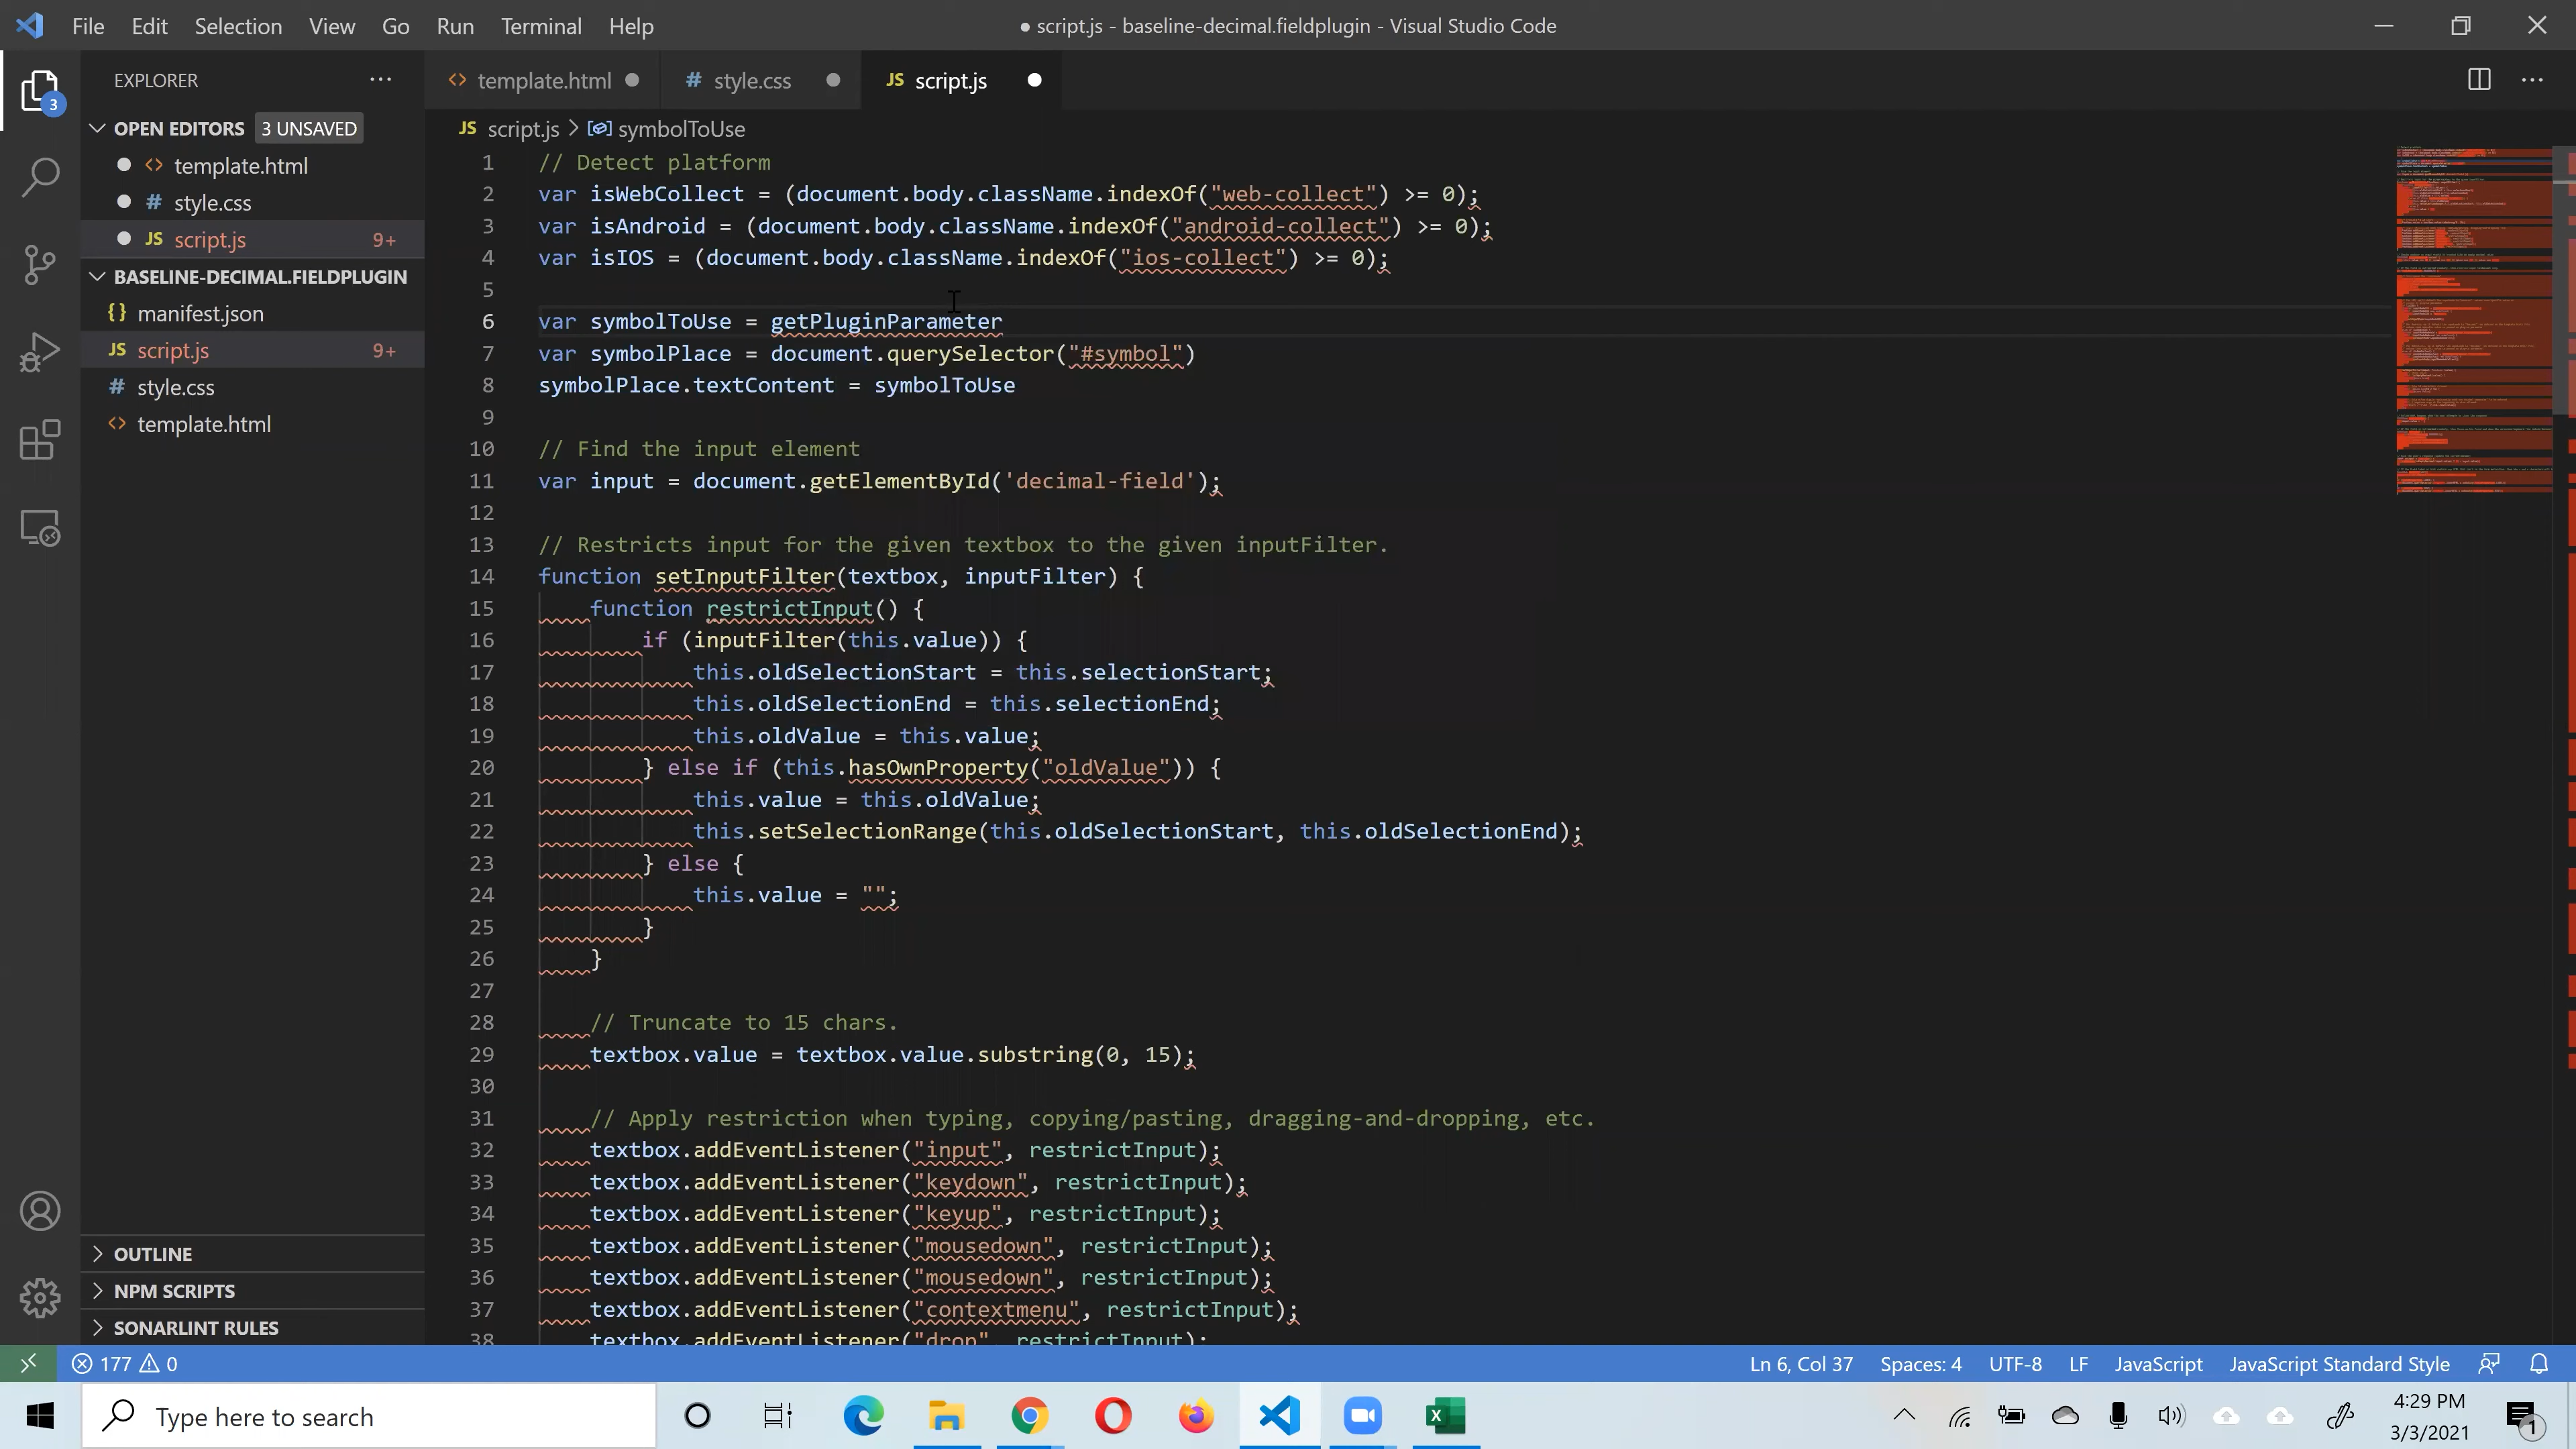 File Edit Selection View Go Run Terminal Help ● script.js - baseline-decimal.fieldplugin - Visual Studio Code
EXPLORER ···
template.html
style.css
JS script.js
3
OPEN EDITORS 3 UNSAVED
template.html
# style.css
JS script.js 9+
BASELINE-DECIMAL.FIELDPLUGIN
{} manifest.json
JS script.js 9+
# style.css
<> template.html
OUTLINE
NPM SCRIPTS
SONARLINT RULES
JS script.js > symbolToUse
1 // Detect platform
2 var isWebCollect = (document.body.className.indexOf("web-collect") >= 0);
3 var isAndroid = (document.body.className.indexOf("android-collect") >= 0);
4 var isIOS = (document.body.className.indexOf("ios-collect") >= 0);
5
6 var symbolToUse = getPluginParameter
7 var symbolPlace = document.querySelector("#symbol")
8 symbolPlace.textContent = symbolToUse
9
10 // Find the input element
11 var input = document.getElementById('decimal-field');
12
13 // Restricts input for the given textbox to the given inputFilter.
14 function setInputFilter(textbox, inputFilter) {
15 function restrictInput() {
16 if (inputFilter(this.value)) {
17 this.oldSelectionStart = this.selectionStart;
18 this.oldSelectionEnd = this.selectionEnd;
19 this.oldValue = this.value;
20 } else if (this.hasOwnProperty("oldValue")) {
21 this.value = this.oldValue;
22 this.setSelectionRange(this.oldSelectionStart, this.oldSelectionEnd);
23 } else {
24 this.value = "";
25 }
26 }
27
28 // Truncate to 15 chars.
29 textbox.value = textbox.value.substring(0, 15);
30
31 // Apply restriction when typing, copying/pasting, dragging-and-dropping, etc.
32 textbox.addEventListener("input", restrictInput);
33 textbox.addEventListener("keydown", restrictInput);
34 textbox.addEventListener("keyup", restrictInput);
35 textbox.addEventListener("mousedown", restrictInput);
36 textbox.addEventListener("mousedown", restrictInput);
37 textbox.addEventListener("contextmenu", restrictInput);
38 textbox.addEventListener("drop", restrictInput);
177 0 Ln 6, Col 37 Spaces: 4 UTF-8 LF JavaScript JavaScript Standard Style
Type here to search
4:29 PM
3/3/2021
1